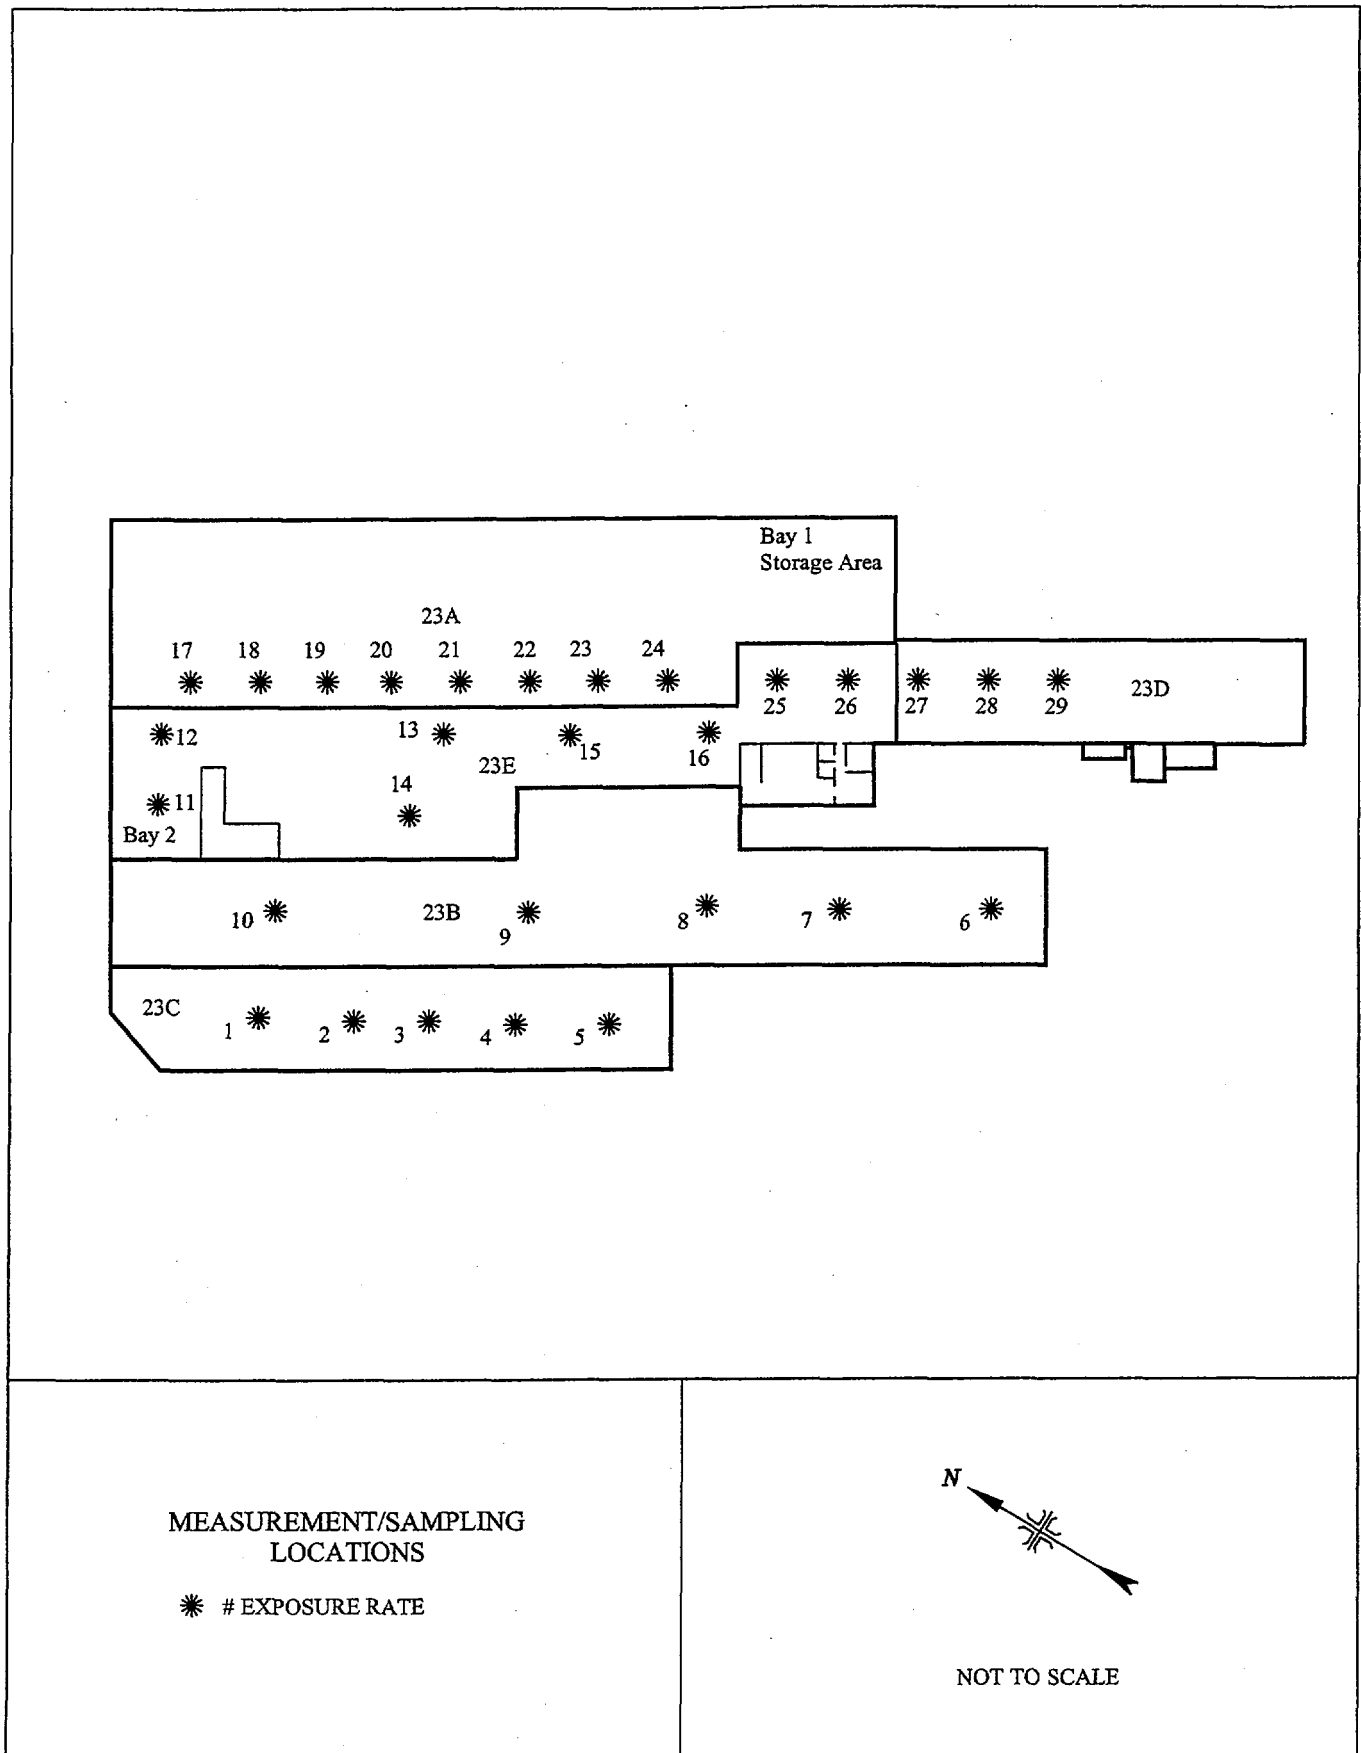 Bay 1
Storage Area
23A
17 18 19 20 21 22 23 24
25 26 27 28 29 23D
12 13 15 16
23E
14
11
Bay 2
10 23B 9 8 7 6
23C 1 2 3 4 5
MEASUREMENT/SAMPLING
LOCATIONS
# EXPOSURE RATE
N
NOT TO SCALE